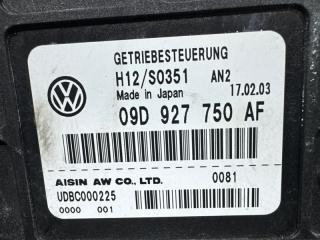 GETRIEBESTEUERUNG
H12/S0351 AN2
Made in Japan 17.02.03
09D 927 750 AF
AISIN AW CO., LTD. 0081
UDBC000225
0000 001